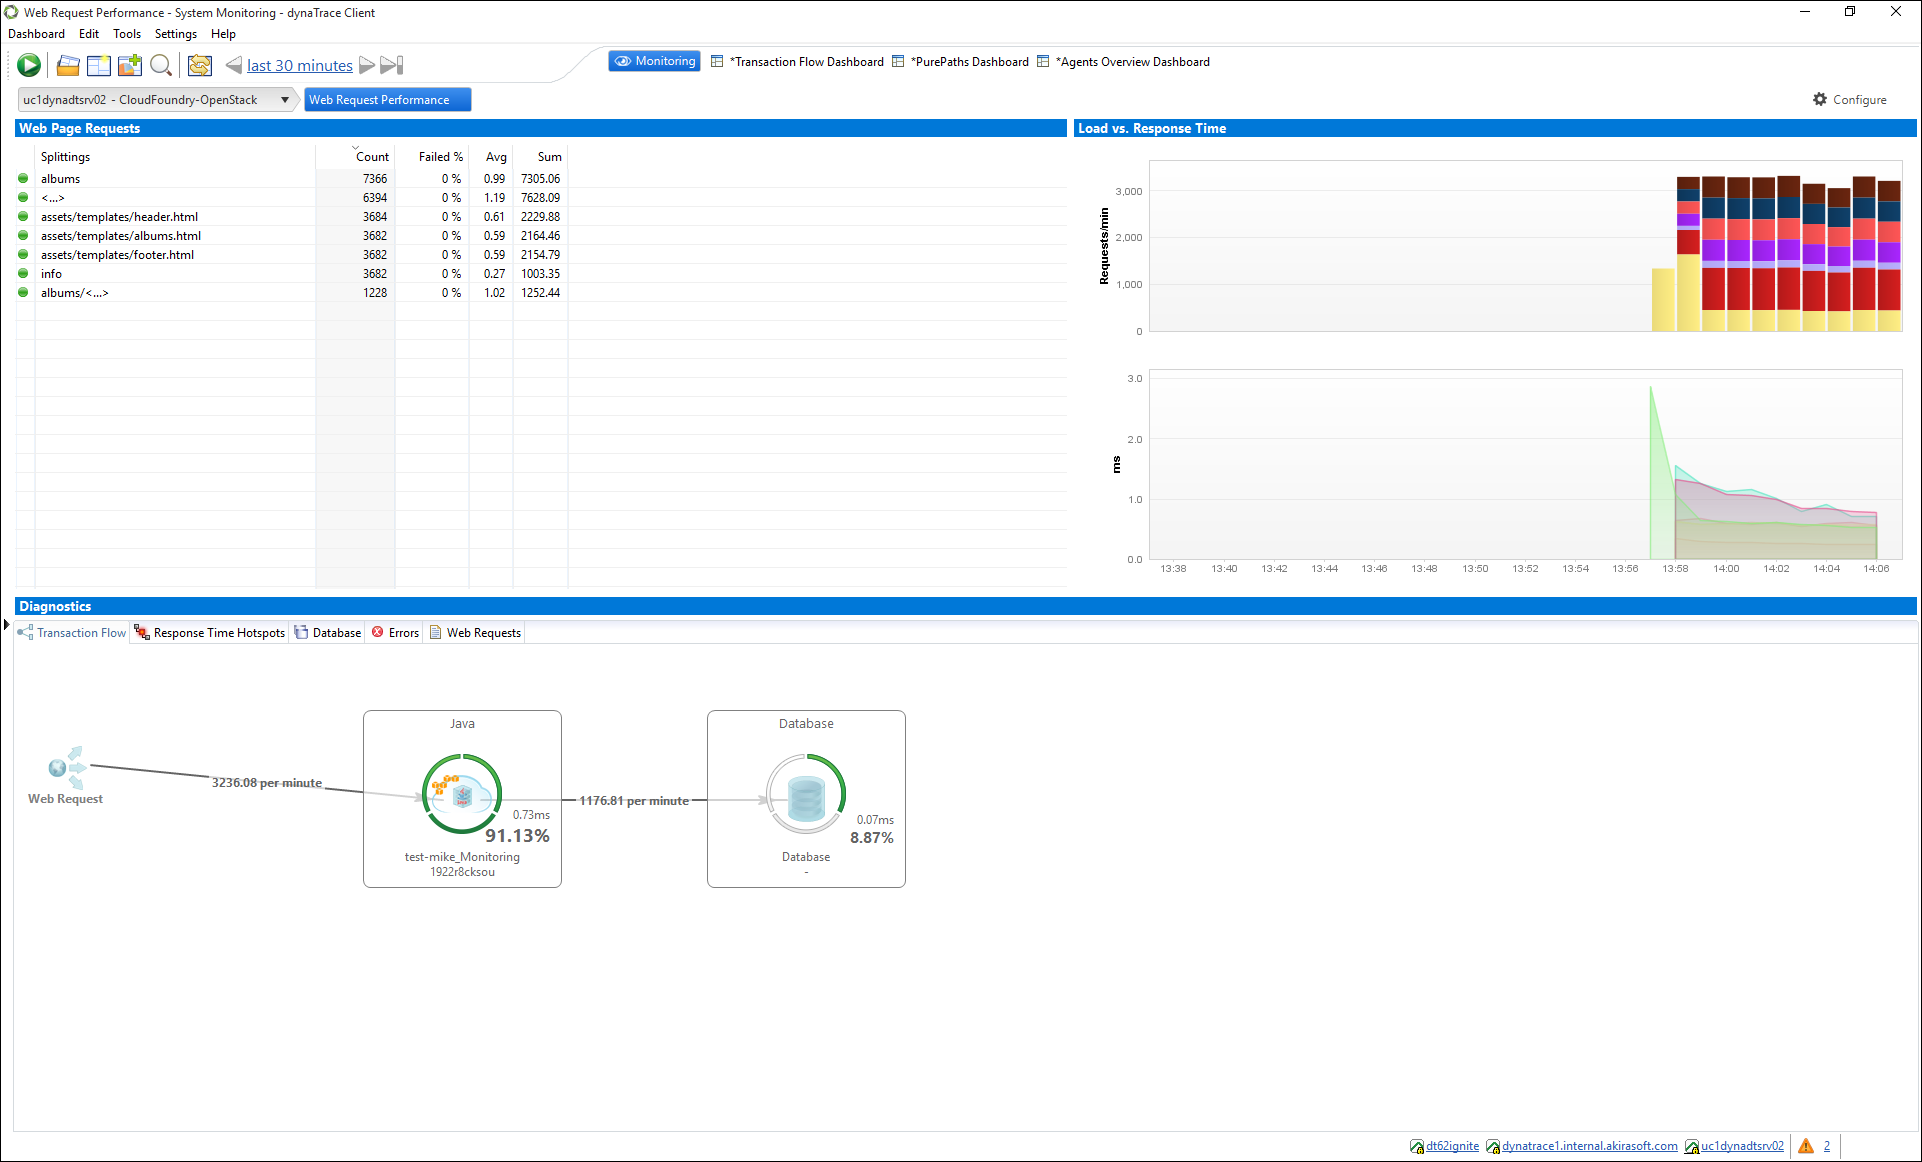 Web Request Performance - System Monitoring - dynaTrace Client
Dashboard Edit Tools Settings Help
last 30 minutes
Monitoring *Transaction Flow Dashboard *PurePaths Dashboard *Agents Overview Dashboard
uc1dynadtsrv02 - CloudFoundry-OpenStack Web Request Performance Configure
Web Page Requests
Splittings Count Failed % Avg Sum
albums 7366 0 % 0.99 7305.06
<...> 6394 0 % 1.19 7628.09
assets/templates/header.html 3684 0 % 0.61 2229.88
assets/templates/albums.html 3682 0 % 0.59 2164.46
assets/templates/footer.html 3682 0 % 0.59 2154.79
info 3682 0 % 0.27 1003.35
albums/<...> 1228 0 % 1.02 1252.44
Load vs. Response Time
Requests/min
3,000
2,000
1,000
0
ms
3.0
2.0
1.0
0.0
13:38 13:40 13:42 13:44 13:46 13:48 13:50 13:52 13:54 13:56 13:58 14:00 14:02 14:04 14:06
Diagnostics
Transaction Flow Response Time Hotspots Database Errors Web Requests
Web Request
3236.08 per minute
Java
0.73ms
91.13%
test-mike_Monitoring
1922r8cksou
1176.81 per minute
Database
0.07ms
8.87%
Database
-
dt62ignite dynatrace1.internal.akirasoft.com uc1dynadtsrv02 2